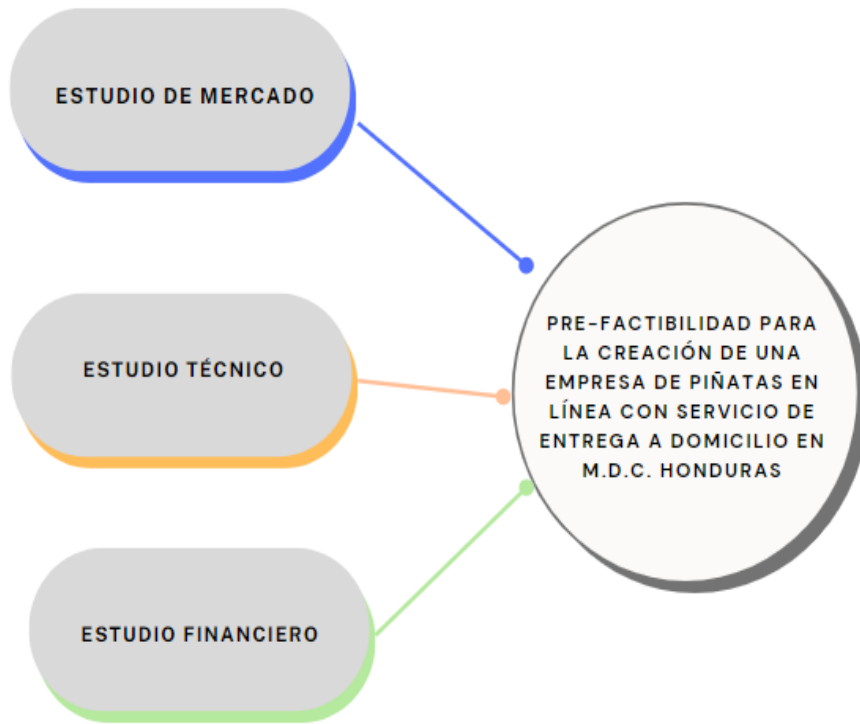 ESTUDIO DE MERCADO
ESTUDIO TÉCNICO
ESTUDIO FINANCIERO
PRE-FACTIBILIDAD PARA
LA CREACIÓN DE UNA
EMPRESA DE PIÑATAS EN
LÍNEA CON SERVICIO DE
ENTREGA A DOMICILIO EN
M.D.C. HONDURAS